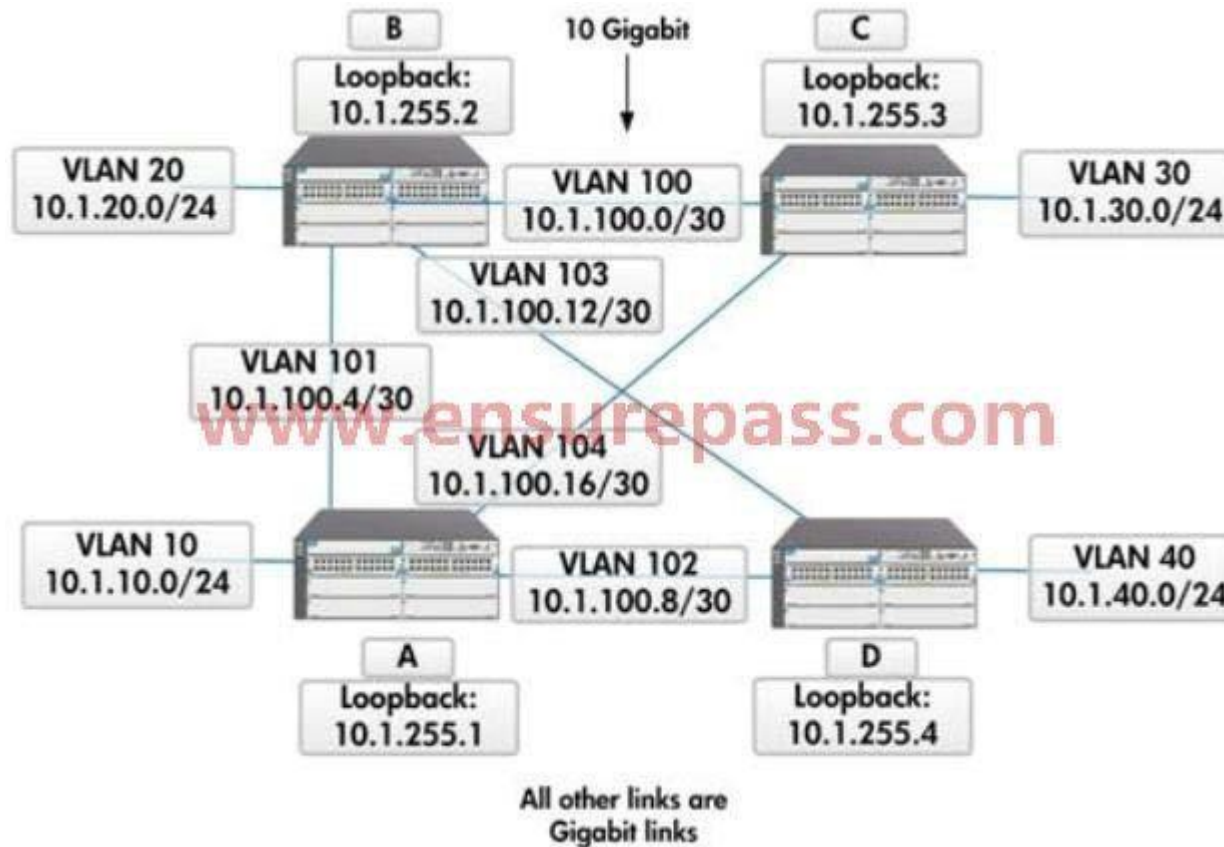 B
10 Gigabit
C
Loopback:
10.1.255.2
Loopback:
10.1.255.3
VLAN 20
10.1.20.0/24
VLAN 100
10.1.100.0/30
VLAN 30
10.1.30.0/24
VLAN 103
10.1.100.12/30
VLAN 101
10.1.100.4/30
www.ensurepass.com
VLAN 104
10.1.100.16/30
VLAN 10
10.1.10.0/24
VLAN 102
10.1.100.8/30
VLAN 40
10.1.40.0/24
A
D
Loopback:
10.1.255.1
Loopback:
10.1.255.4
All other links are
Gigabit links